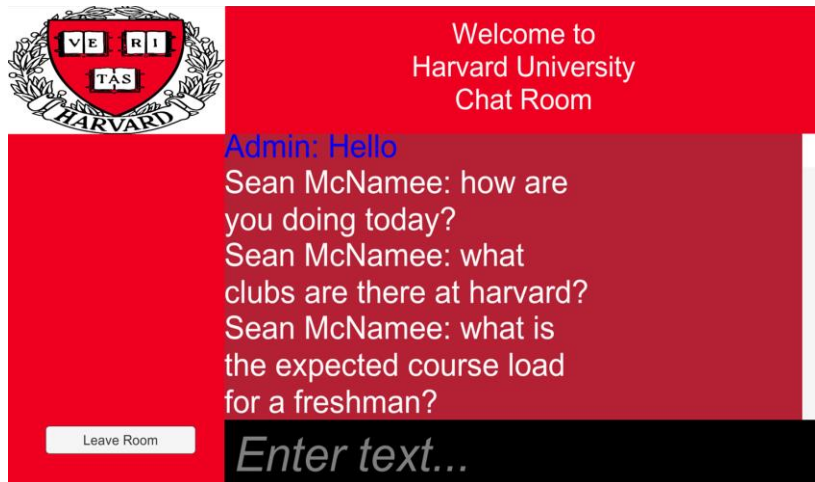 VE RI
TAS
HARVARD
Welcome to
Harvard University
Chat Room
Admin: Hello
Sean McNamee: how are
you doing today?
Sean McNamee: what
clubs are there at harvard?
Sean McNamee: what is
the expected course load
for a freshman?
Leave Room
Enter text...